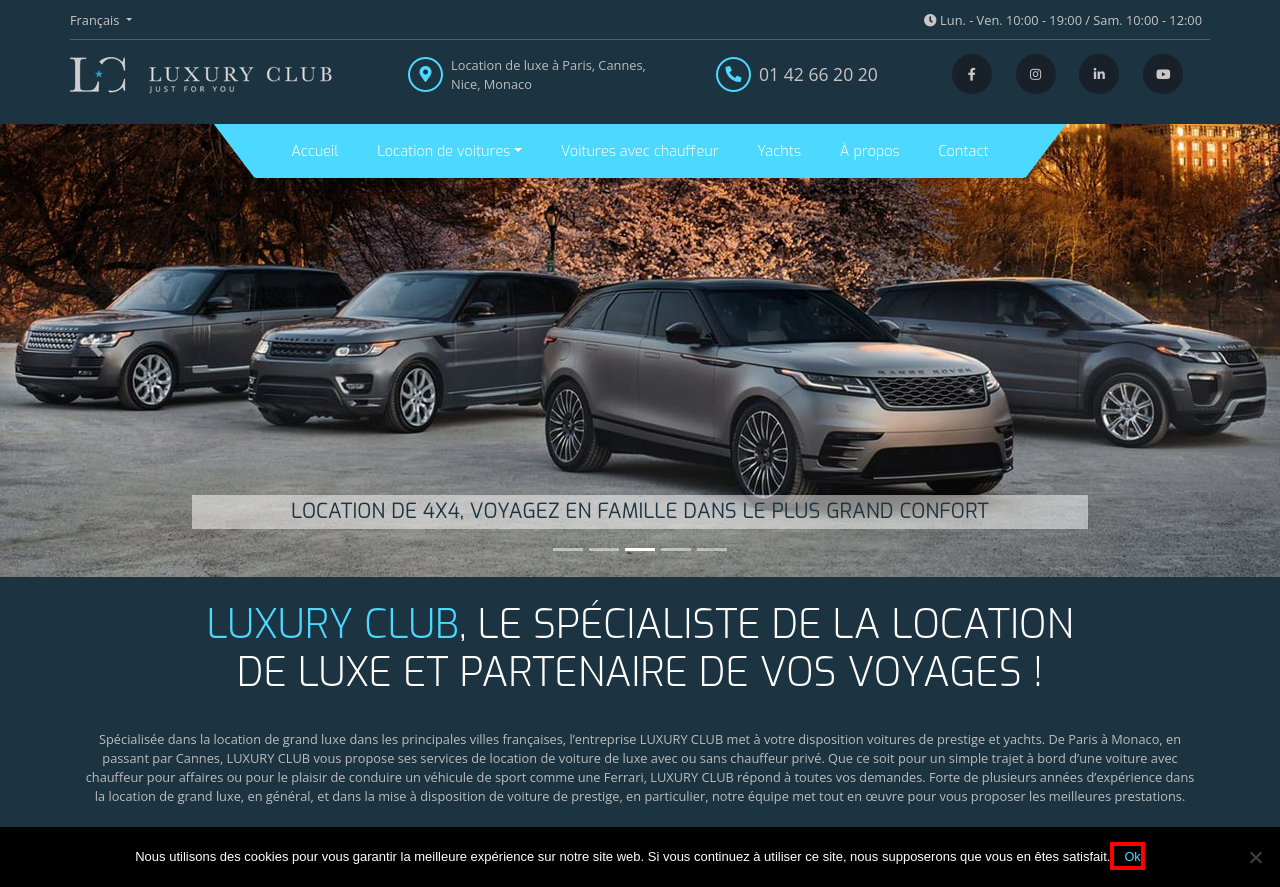 Français
Lun. - Ven. 10:00 - 19:00 / Sam. 10:00 - 12:00
LC LUXURY CLUB
JUST FOR YOU
Location de luxe à Paris, Cannes,
Nice, Monaco
01 42 66 20 20
Accueil Location de voitures Voitures avec chauffeur Yachts À propos Contact
RANGE ROVER
LOCATION DE 4X4, VOYAGEZ EN FAMILLE DANS LE PLUS GRAND CONFORT
LUXURY CLUB, LE SPÉCIALISTE DE LA LOCATION
DE LUXE ET PARTENAIRE DE VOS VOYAGES !
Spécialisée dans la location de grand luxe dans les principales villes françaises, l’entreprise LUXURY CLUB met à votre disposition voitures de prestige et yachts. De Paris à Monaco, en
passant par Cannes, LUXURY CLUB vous propose ses services de location de voiture de luxe avec ou sans chauffeur privé. Que ce soit pour un simple trajet à bord d’une voiture avec
chauffeur pour affaires ou pour le plaisir de conduire un véhicule de sport comme une Ferrari, LUXURY CLUB répond à toutes vos demandes. Forte de plusieurs années d’expérience dans
la location de grand luxe, en général, et dans la mise à disposition de voiture de prestige, en particulier, notre équipe met tout en œuvre pour vous proposer les meilleures prestations.
Nous utilisons des cookies pour vous garantir la meilleure expérience sur notre site web. Si vous continuez à utiliser ce site, nous supposerons que vous en êtes satisfait. Ok